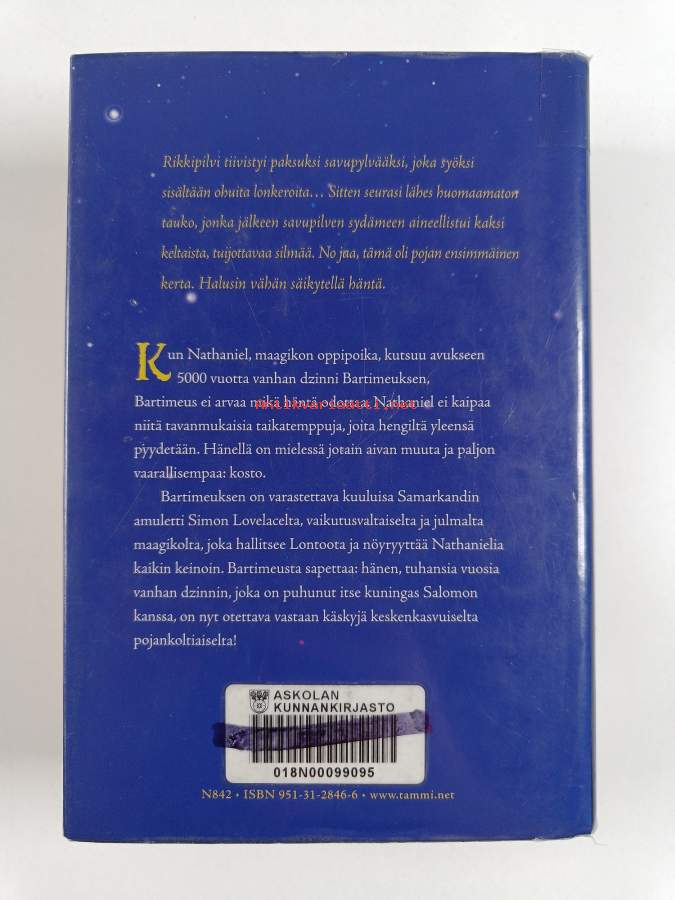 Rikkipilvi tiivistyi paksuksi savupylvääksi, joka syöksi
sisältään ohuita lonkeroita… Sitten seurasi lähes huomaamaton
tauko, jonka jälkeen savupilven sydämeen aineellistui kaksi
keltaista, tuijottavaa silmää. No jaa, tämä oli pojan ensimmäinen
kerta. Halusin vähän säikytellä häntä.
Kun Nathaniel, maagikon oppipoika, kutsuu avukseen
5000 vuotta vanhan dzinni Bartimeuksen,
Bartimeus ei arvaa mikä häntä odottaa. Nathaniel ei kaipaa
antikvariaatti.net
niitä tavanmukaisia taikatemppuja, joita hengiltä yleensä
pyydetään. Hänellä on mielessä jotain aivan muuta ja paljon
vaarallisempaa: kosto.
Bartimeuksen on varastettava kuuluisa Samarkandin
amuletti Simon Lovelacelta, vaikutusvaltaiselta ja julmalta
maagikolta, joka hallitsee Lontoota ja nöyryyttää Nathanielia
kaikin keinoin. Bartimeusta sapettaa: hänen, tuhansia vuosia
vanhan dzinnin, joka on puhunut itse kuningas Salomon
kanssa, on nyt otettava vastaan käskyjä keskenkasvuiselta
pojankoltiaiselta!
ASKOLAN
KUNNANKIRJASTO
018N00099095
N842 • ISBN 951-31-2846-6 • www.tammi.net